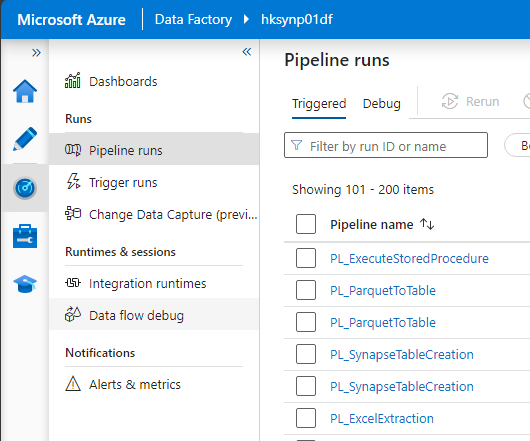 Microsoft Azure Data Factory hksynp01df
Dashboards
Runs
Pipeline runs
Trigger runs
Change Data Capture (previ...
Runtimes & sessions
Integration runtimes
Data flow debug
Notifications
Alerts & metrics
Pipeline runs
Triggered Debug Rerun
Filter by run ID or name
Showing 101 - 200 items
Pipeline name
PL_ExecuteStoredProcedure
PL_ParquetToTable
PL_ParquetToTable
PL_SynapseTableCreation
PL_SynapseTableCreation
PL_ExcelExtraction